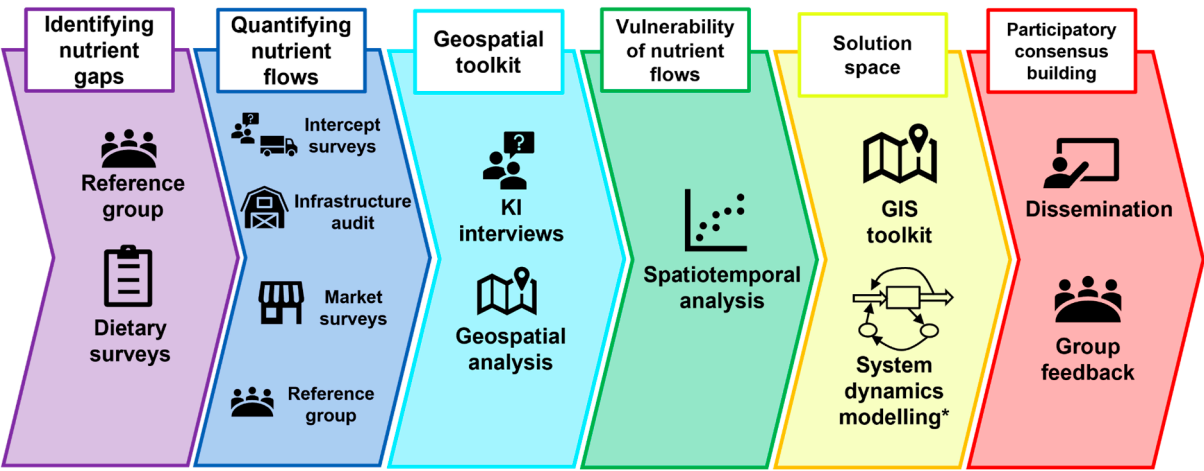 Identifying
nutrient
gaps
Reference
group
Dietary
surveys
Quantifying
nutrient
flows
?
Intercept
surveys
Infrastructure
audit
Market
surveys
Reference
group
Geospatial
toolkit
?
KI
interviews
Geospatial
analysis
Vulnerability
of nutrient
flows
Spatiotemporal
analysis
Solution
space
GIS
toolkit
System
dynamics
modelling*
Participatory
consensus
building
Dissemination
Group
feedback